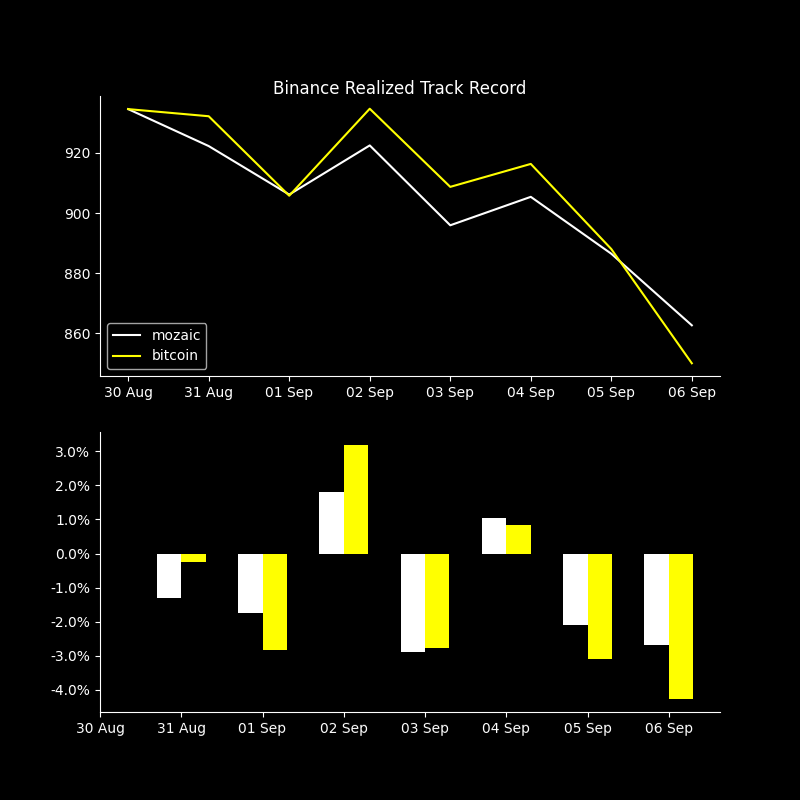 Binance Realized Track Record
920
900
880
860
mozaic
bitcoin
30 Aug 31 Aug 01 Sep 02 Sep 03 Sep 04 Sep 05 Sep 06 Sep
3.0%
2.0%
1.0%
0.0%
-1.0%
-2.0%
-3.0%
-4.0%
30 Aug 31 Aug 01 Sep 02 Sep 03 Sep 04 Sep 05 Sep 06 Sep